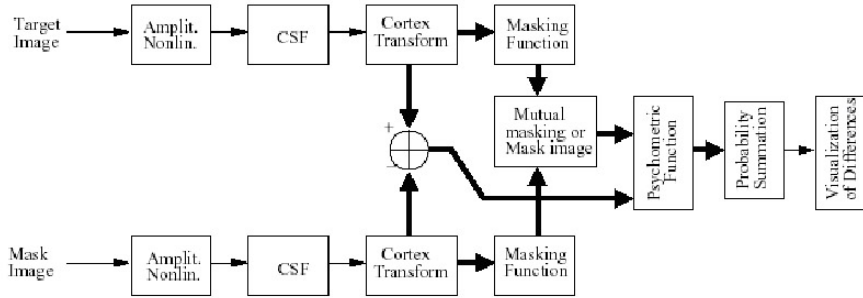 Target
Image
Amplit.
Nonlin.
CSF
Cortex
Transform
Masking
Function
Mutual
masking or
Mask image
+
-
Psychometric
Function
Probability
Summation
Visualization
of Differences
Mask
Image
Amplit.
Nonlin.
CSF
Cortex
Transform
Masking
Function